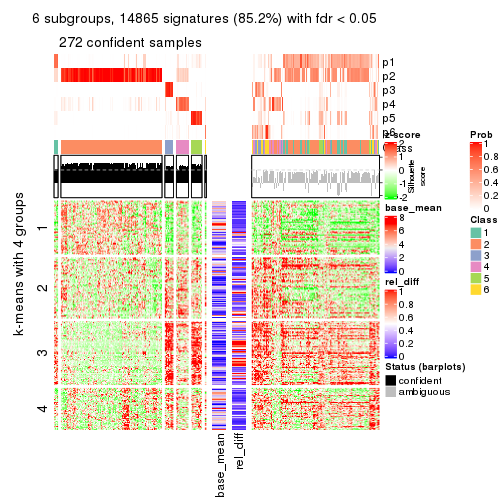 6 subgroups, 14865 signatures (85.2%) with fdr < 0.05
272 confident samples
p1
p2
p3
p4
p5
p6
Class
Silhouette
score
k-means with 4 groups
1
2
3
4
base_mean
rel_diff
z-score
2
1
0
-1
-2
base_mean
8
6
4
2
0
rel_diff
1
0.8
0.6
0.4
0.2
0
Status (barplots)
confident
ambiguous
Prob
1
0.8
0.6
0.4
0.2
0
Class
1
2
3
4
5
6